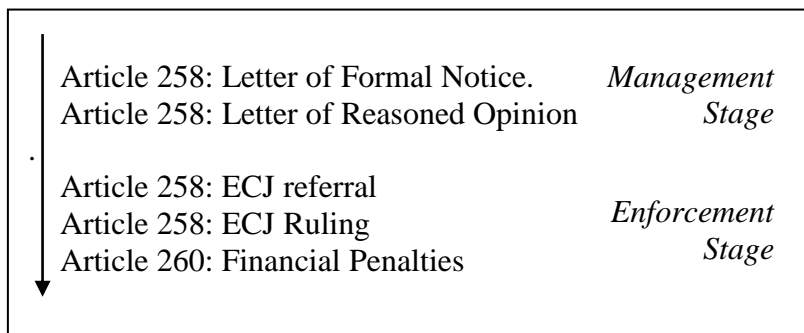 Article 258: Letter of Formal Notice. Management
Article 258: Letter of Reasoned Opinion Stage
.
Article 258: ECJ referral
Article 258: ECJ Ruling Enforcement
Article 260: Financial Penalties Stage